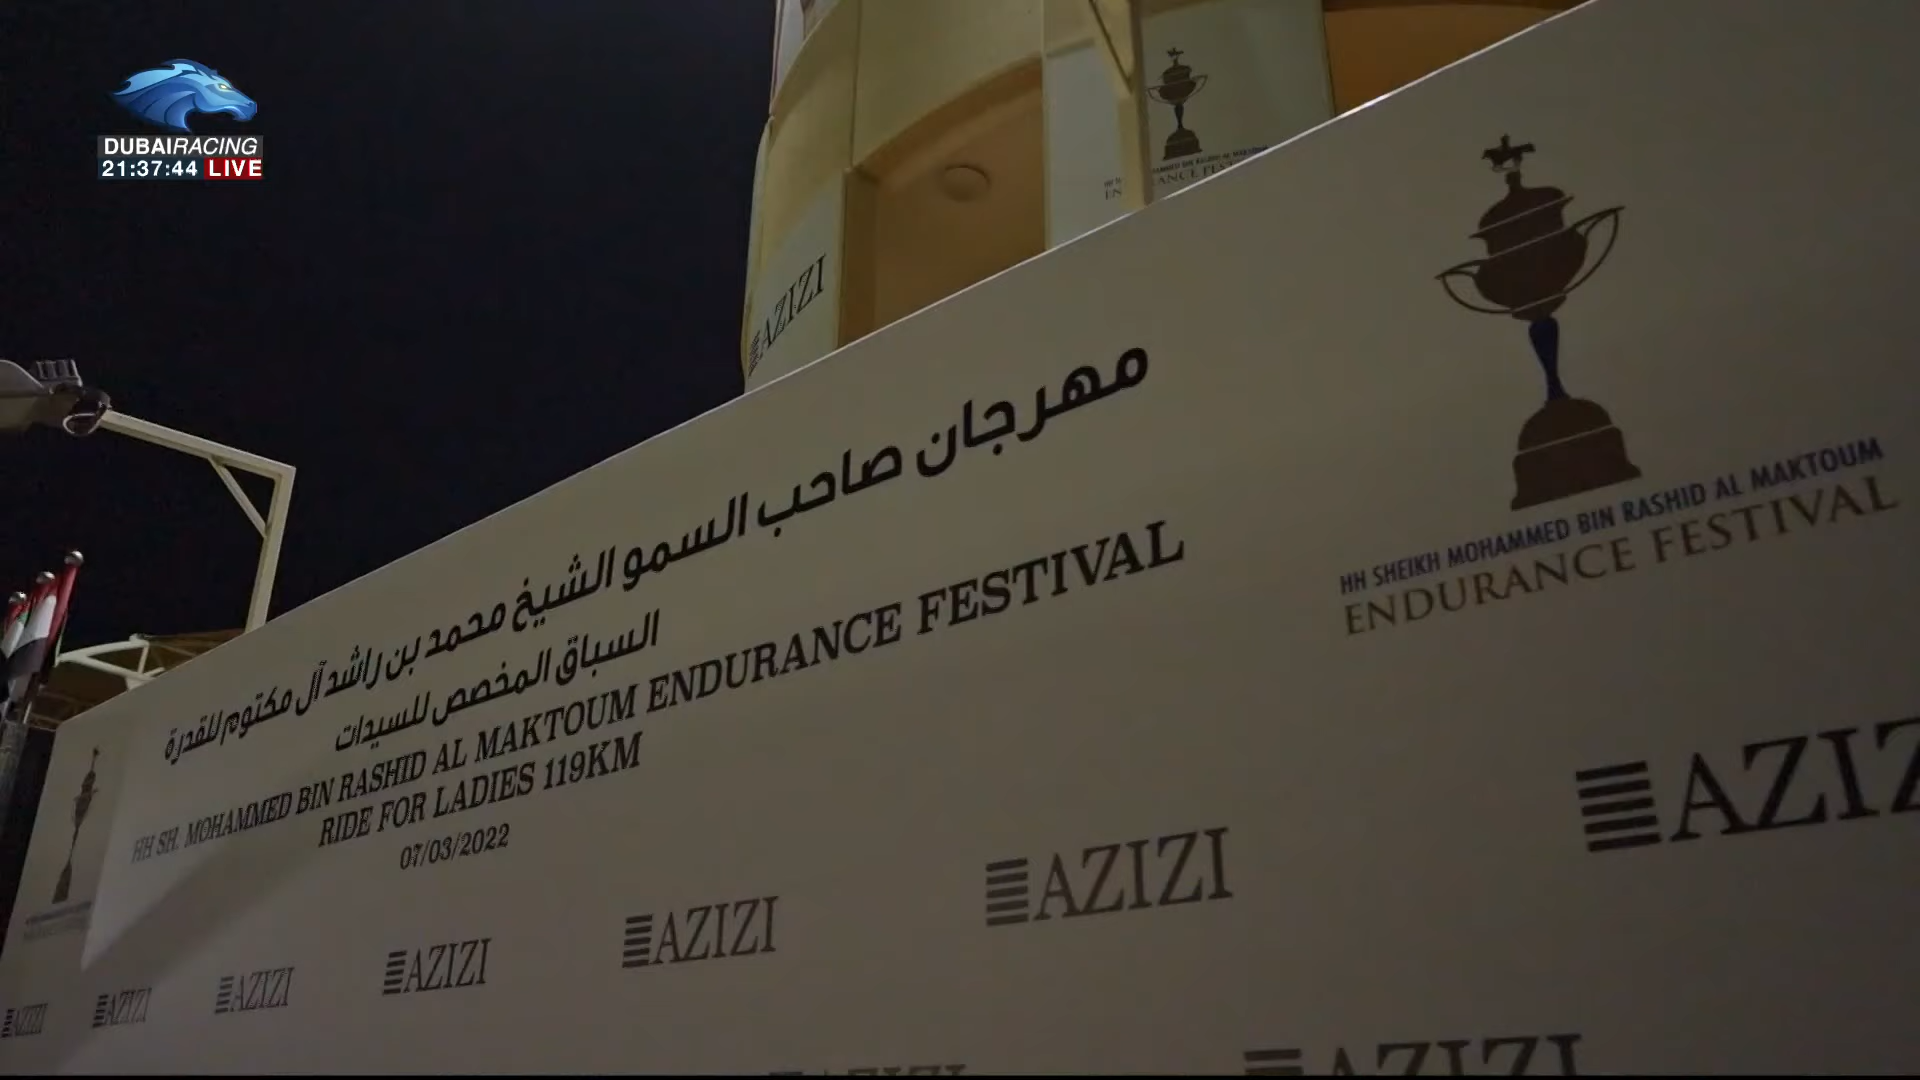 DUBAIRACING
21:37:44 LIVE
AZIZI
ENDURANCE
مهرجان صاحب السمو الشيخ محمد بن راشد آل مكتوم للقدرة
السباق المخصص للسيدات
HH SH. MOHAMMED BIN RASHID AL MAKTOUM ENDURANCE FESTIVAL
RIDE FOR LADIES 119KM
07/03/2022
HH SHEIKH MOHAMMED BIN RASHID AL MAKTOUM
ENDURANCE FESTIVAL
AZIZI
AZIZI
AZIZI
AZIZI
AZIZI
AZIZI
AZIZI
AZIZI